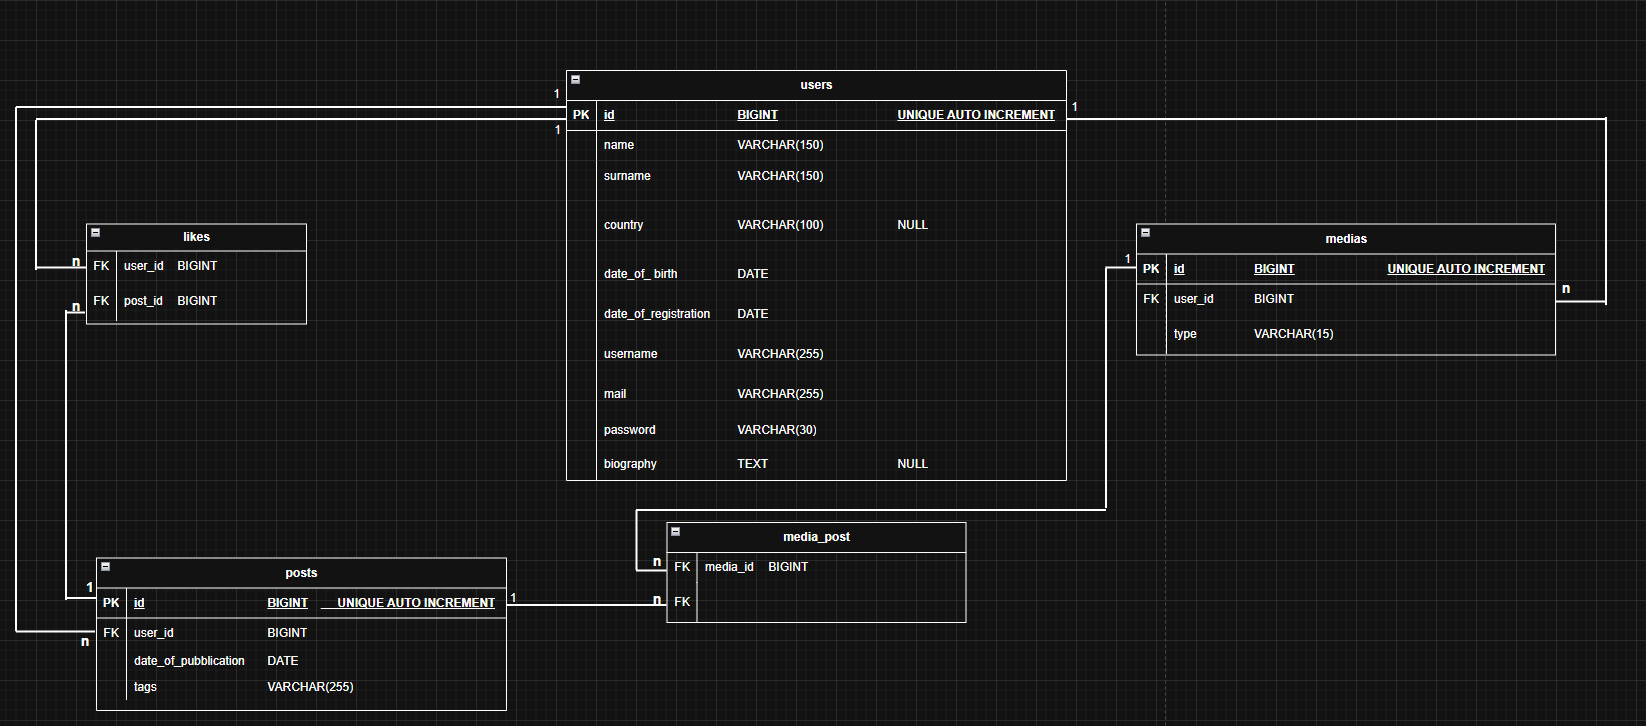 users
1
PK id BIGINT UNIQUE AUTO INCREMENT
1
1
name VARCHAR(150)
surname VARCHAR(150)
country VARCHAR(100) NULL
date_of_ birth DATE
date_of_registration DATE
username VARCHAR(255)
mail VARCHAR(255)
password VARCHAR(30)
biography TEXT NULL
likes
n FK user_id BIGINT
n FK post_id BIGINT
medias
1
PK id BIGINT UNIQUE AUTO INCREMENT
n
FK user_id BIGINT
type VARCHAR(15)
media_post
n FK media_id BIGINT
n FK
posts
1
PK id BIGINT UNIQUE AUTO INCREMENT 1
n FK user_id BIGINT
date_of_pubblication DATE
tags VARCHAR(255)